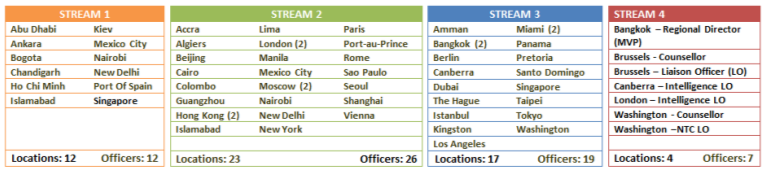 STREAM 1
Abu Dhabi Kiev
Ankara Mexico City
Bogota Nairobi
Chandigarh New Delhi
Ho Chi Minh Port Of Spain
Islamabad Singapore
Locations: 12 Officers: 12
STREAM 2
Accra Lima Paris
Algiers London (2) Port-au-Prince
Beijing Manila Rome
Cairo Mexico City Sao Paulo
Colombo Moscow (2) Seoul
Guangzhou Nairobi Shanghai
Hong Kong (2) New Delhi Vienna
Islamabad New York
Locations: 23 Officers: 26
STREAM 3
Amman Miami (2)
Bangkok (2) Panama
Berlin Pretoria
Canberra Santo Domingo
Dubai Singapore
The Hague Taipei
Istanbul Tokyo
Kingston Washington
Los Angeles
Locations: 17 Officers: 19
STREAM 4
Bangkok – Regional Director
(MVP)
Brussels - Counsellor
Brussels – Liaison Officer (LO)
Canberra – Intelligence LO
London – Intelligence LO
Washington - Counsellor
Washington –NTC LO
Locations: 4 Officers: 7